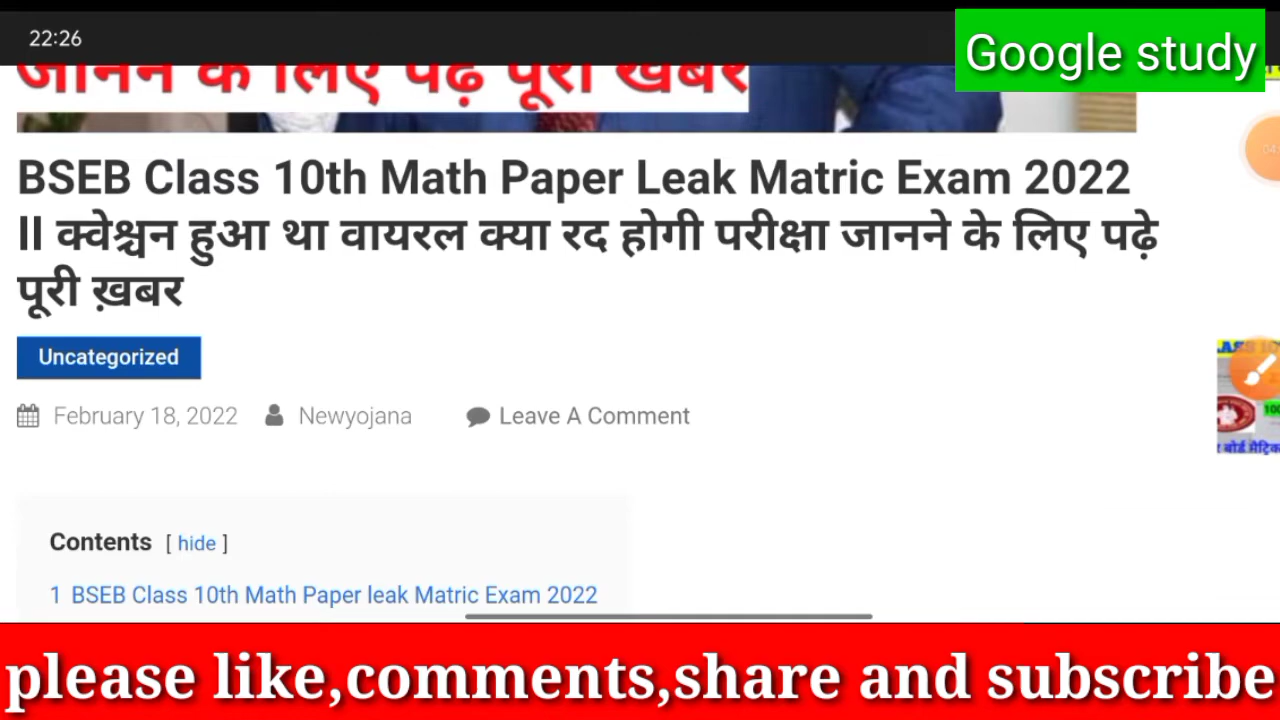 22:26
Google study
जानने के लिए पढ़े पूरी खबर
BSEB Class 10th Math Paper Leak Matric Exam 2022
II क्वेश्चन हुआ था वायरल क्या रद होगी परीक्षा जानने के लिए पढ़े
पूरी ख़बर
Uncategorized
February 18, 2022 Newyojana Leave A Comment
Contents [ hide ]
1 BSEB Class 10th Math Paper leak Matric Exam 2022
please like,comments,share and subscribe